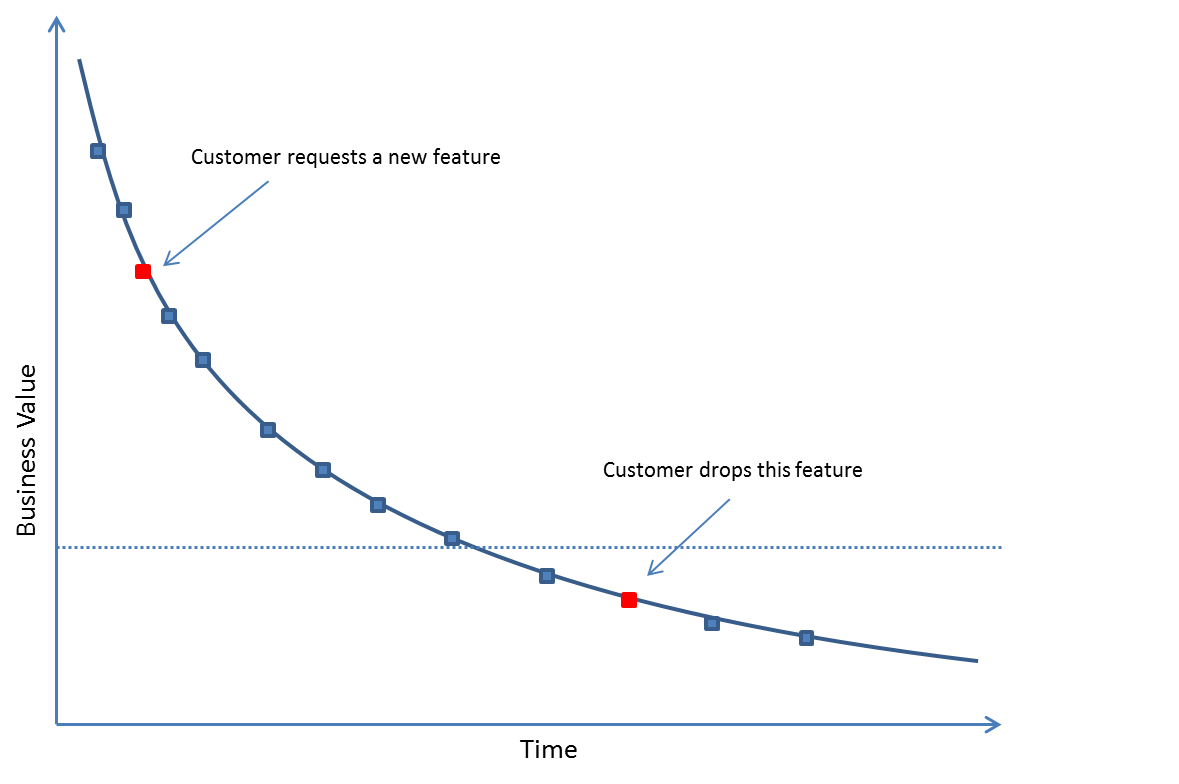 Customer requests a new feature
Business Value
Customer drops this feature
Time